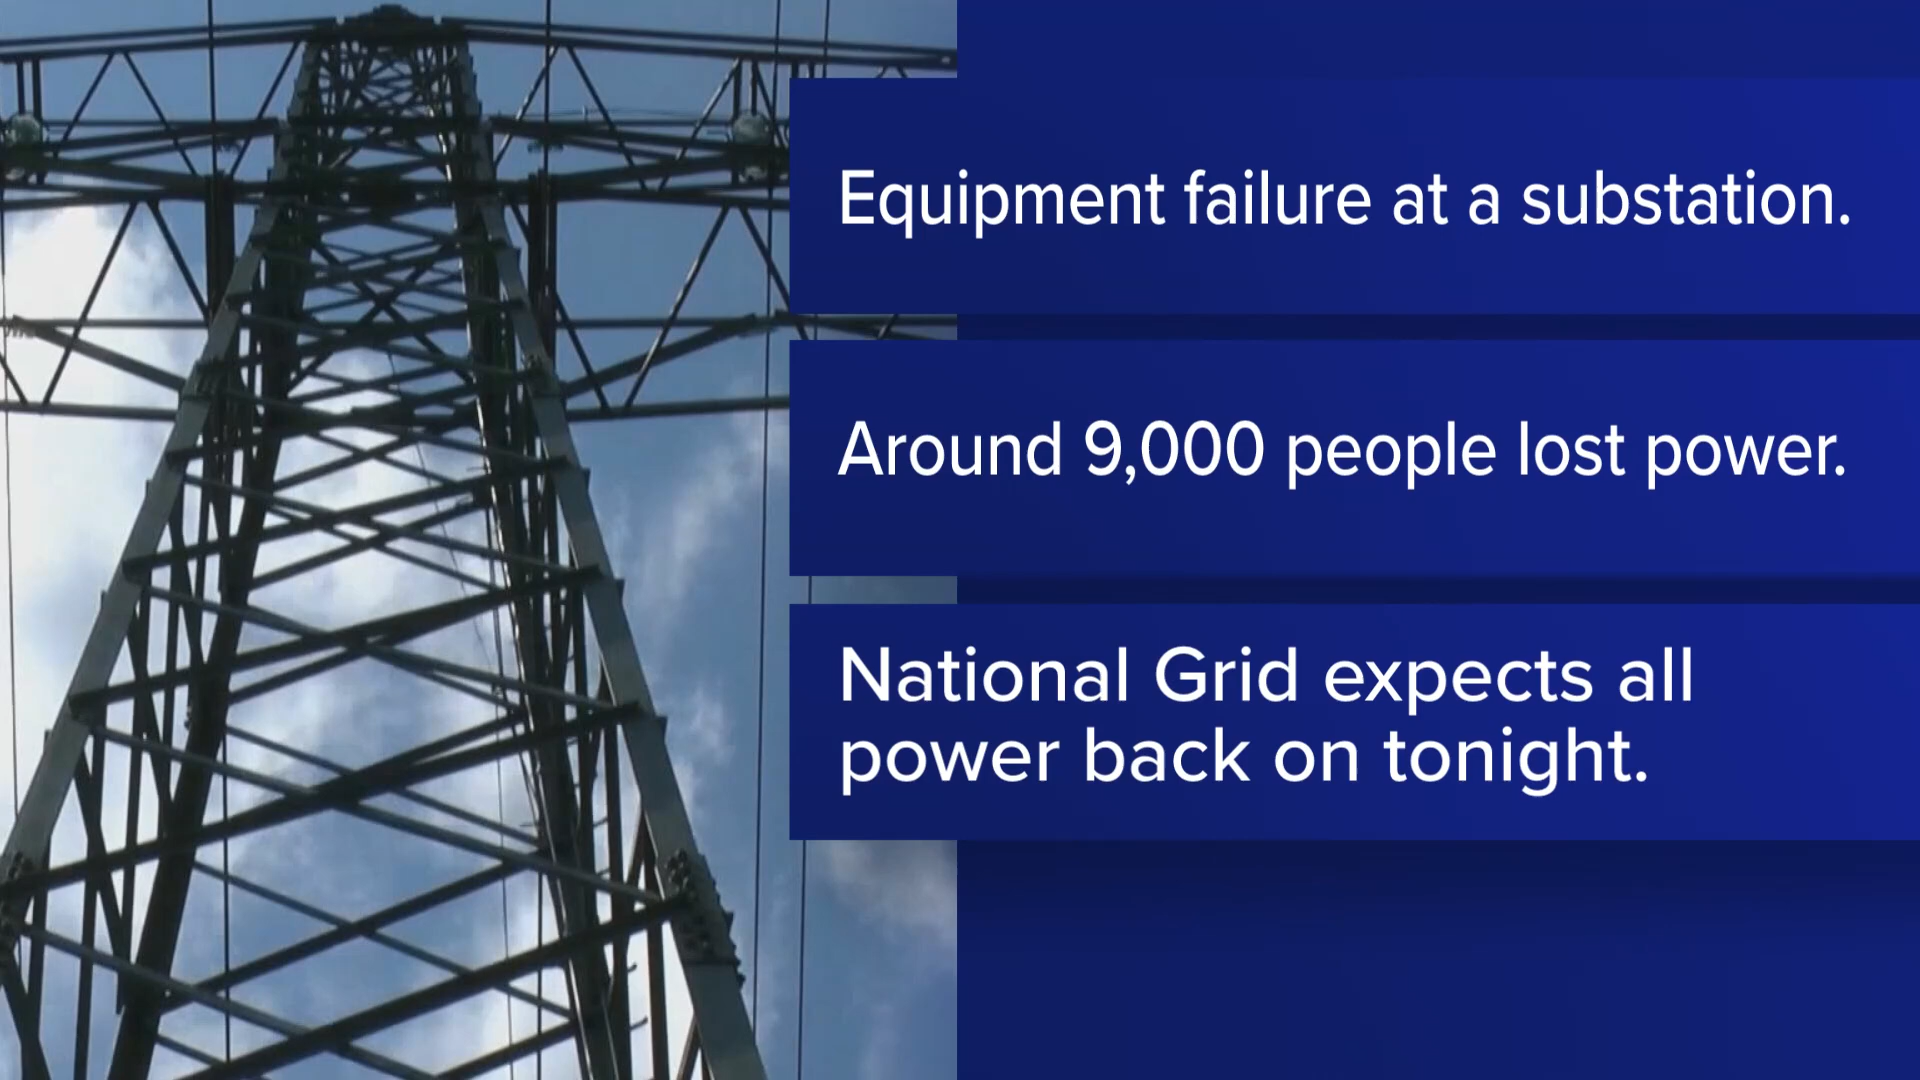 Equipment failure at a substation.
Around 9,000 people lost power.
National Grid expects all
power back on tonight.